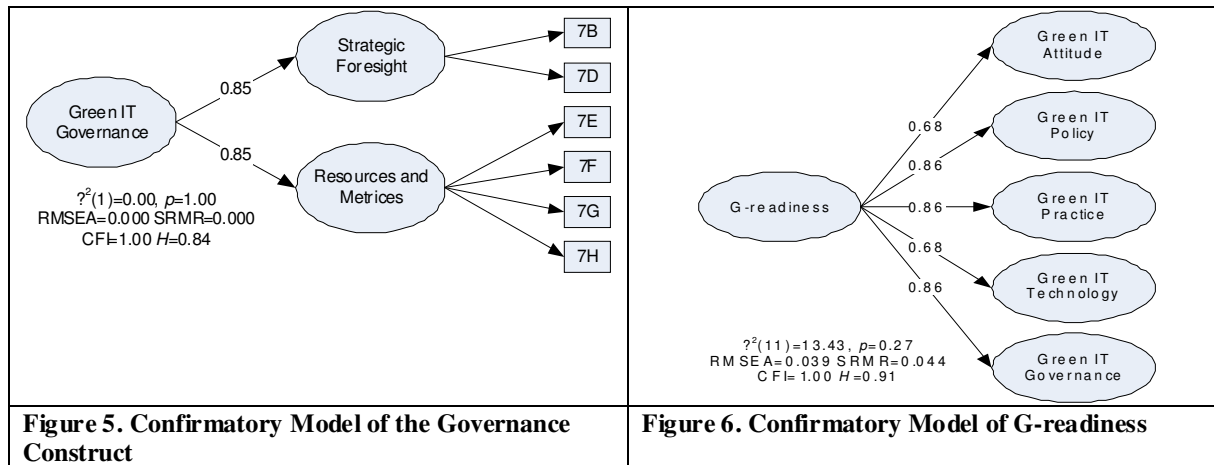 Strategic
Foresight
7B
7D
0.85
Green IT
Governance
0.85
7E
7F
Resources and
Metrices
7G
7H
?²(1)=0.00, p=1.00
RMSEA=0.000 SRMR=0.000
CFI=1.00 H=0.84
Figure 5. Confirmatory Model of the Governance
Construct
Green IT
Attitude
0.68
Green IT
Policy
0.86
G-readiness
0.86
Green IT
Practice
0.68
Green IT
Technology
0.86
Green IT
Governance
?²(11)=13.43, p=0.27
RMSEA=0.039 SRMR=0.044
CFI=1.00 H=0.91
Figure 6. Confirmatory Model of G-readiness